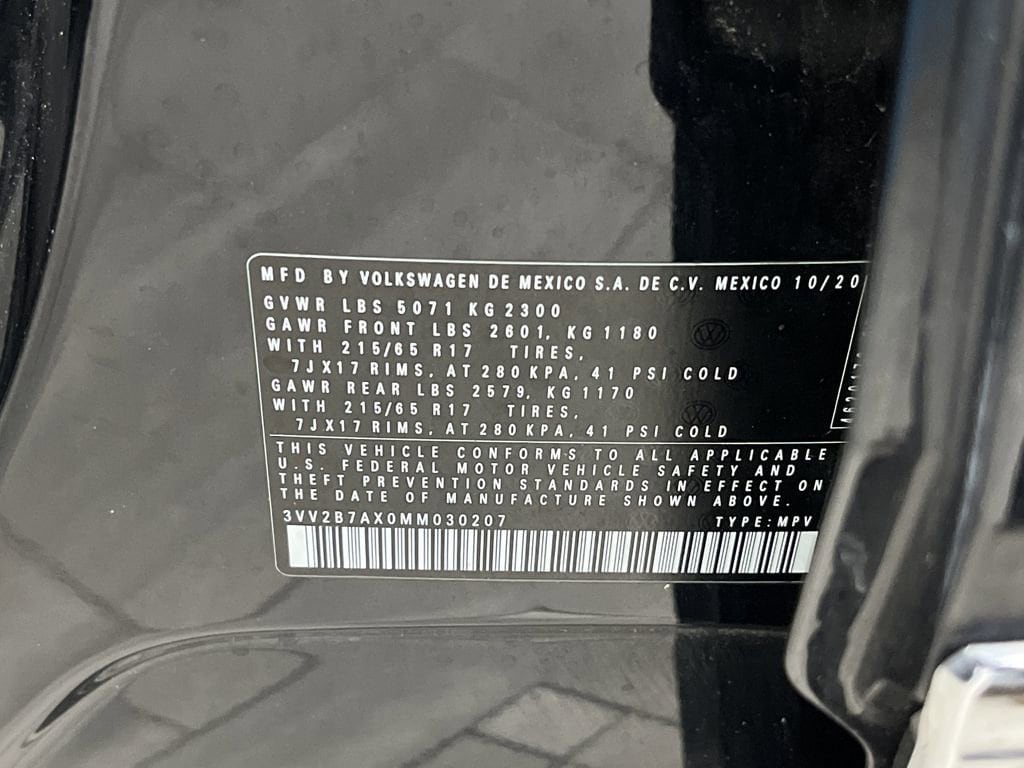 MFD BY VOLKSWAGEN DE MEXICO S.A. DE C.V. MEXICO 10/20
GVWR LBS 5071 KG 2300
GAWR FRONT LBS 2601, KG 1180
WITH 215/65 R17 TIRES,
7JX17 RIMS, AT 280 KPA, 41 PSI COLD
GAWR REAR LBS 2579, KG 1170
WITH 215/65 R17 TIRES,
7JX17 RIMS, AT 280 KPA, 41 PSI COLD
THIS VEHICLE CONFORMS TO ALL APPLICABLE
U.S. FEDERAL MOTOR VEHICLE SAFETY AND
THEFT PREVENTION STANDARDS IN EFFECT ON
THE DATE OF MANUFACTURE SHOWN ABOVE.
3VV2B7AX0MM030207 TYPE: MPV